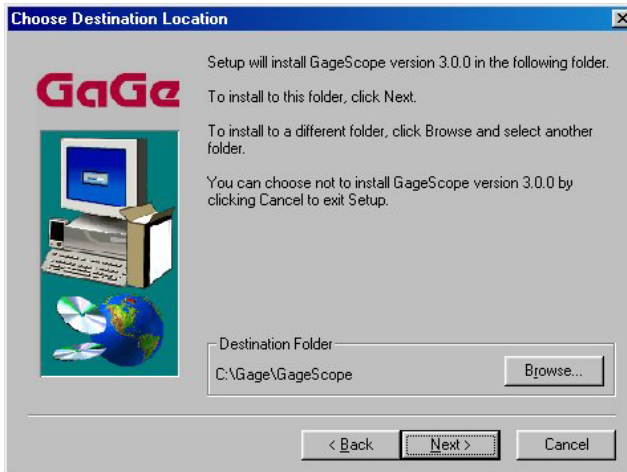 Choose Destination Location
GaGe
Setup will install GageScope version 3.0.0 in the following folder.
To install to this folder, click Next.
To install to a different folder, click Browse and select another
folder.
You can choose not to install GageScope version 3.0.0 by
clicking Cancel to exit Setup.
Destination Folder
C:\Gage\GageScope
Browse...
< Back
Next >
Cancel